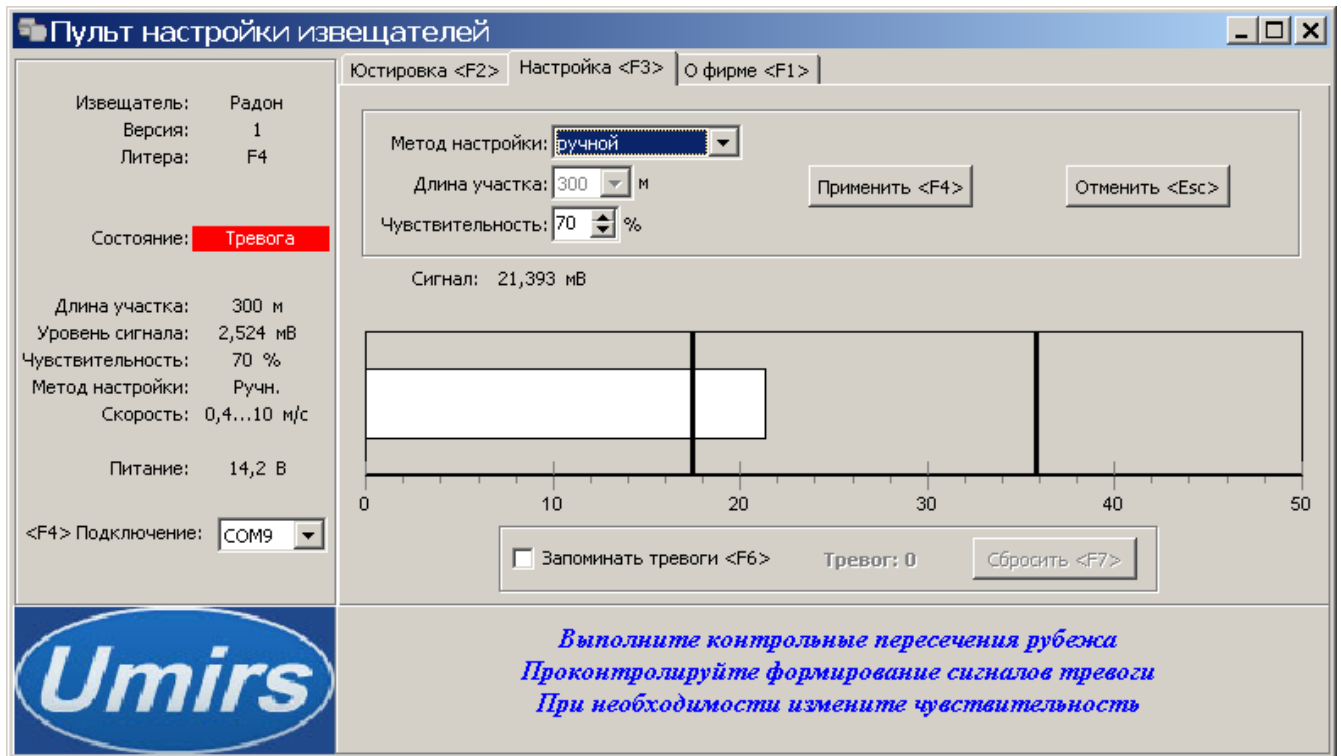 Пульт настройки извещателей
Извещатель: Радон
Версия: 1
Литера: F4
Состояние: Тревога
Длина участка: 300 м
Уровень сигнала: 2,524 мВ
Чувствительность: 70 %
Метод настройки: Ручн.
Скорость: 0,4...10 м/с
Питание: 14,2 В
<F4> Подключение: COM9
Юстировка <F2> Настройка <F3> О фирме <F1>
Метод настройки: ручной
Длина участка: 300 м
Применить <F4> Отменить <Esc>
Чувствительность: 70 %
Сигнал: 21,393 мВ
0 10 20 30 40 50
Запоминать тревоги <F6> Тревог: 0 Сбросить <F7>
Umirs
Выполните контрольные пересечения рубежа
Проконтролируйте формирование сигналов тревоги
При необходимости измените чувствительность